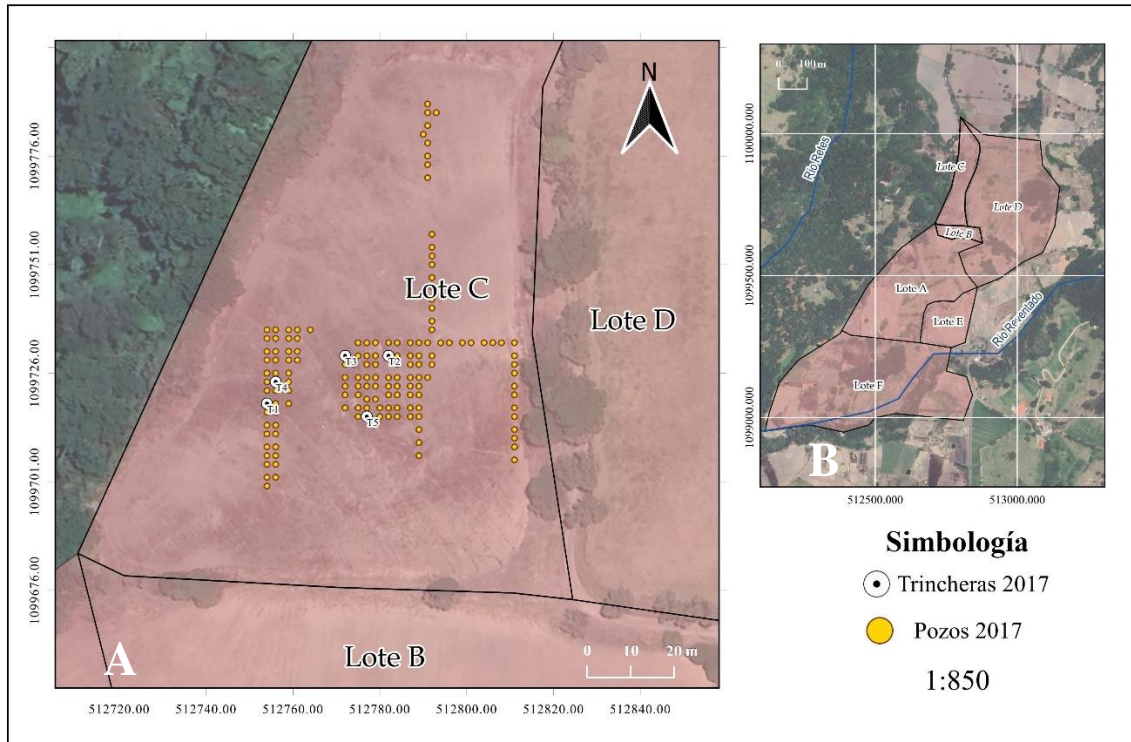 N
Lote C
Lote D
Lote B
T3
T2
T4
T1
T5
A
0 10 20 m
1099776.00
1099751.00
1099726.00
1099701.00
1099676.00
512720.00 512740.00 512760.00 512780.00 512800.00 512820.00 512840.00
0 100 m
Río Reventado
Lote C
Lote D
Lote B
Lote A
Lote E
Lote F
B
1100000.000
1099500.000
1099000.000
512500.000 513000.000
Simbología
Trincheras 2017
Pozos 2017
1:850